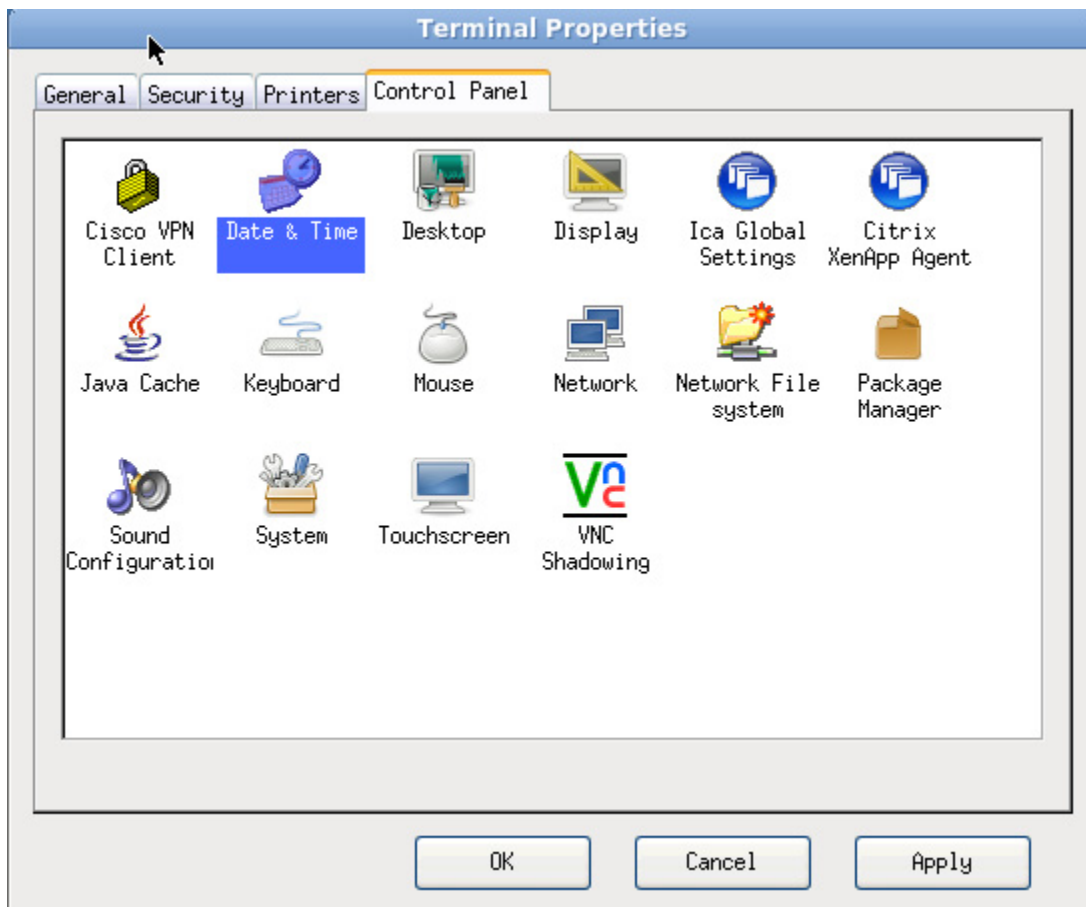 Terminal Properties
General Security Printers Control Panel
Cisco VPN Client
Date & Time
Desktop
Display
Ica Global Settings
Citrix XenApp Agent
Java Cache
Keyboard
Mouse
Network
Network File system
Package Manager
Sound Configuratio
System
Touchscreen
VNC
VNC Shadowing
OK Cancel Apply